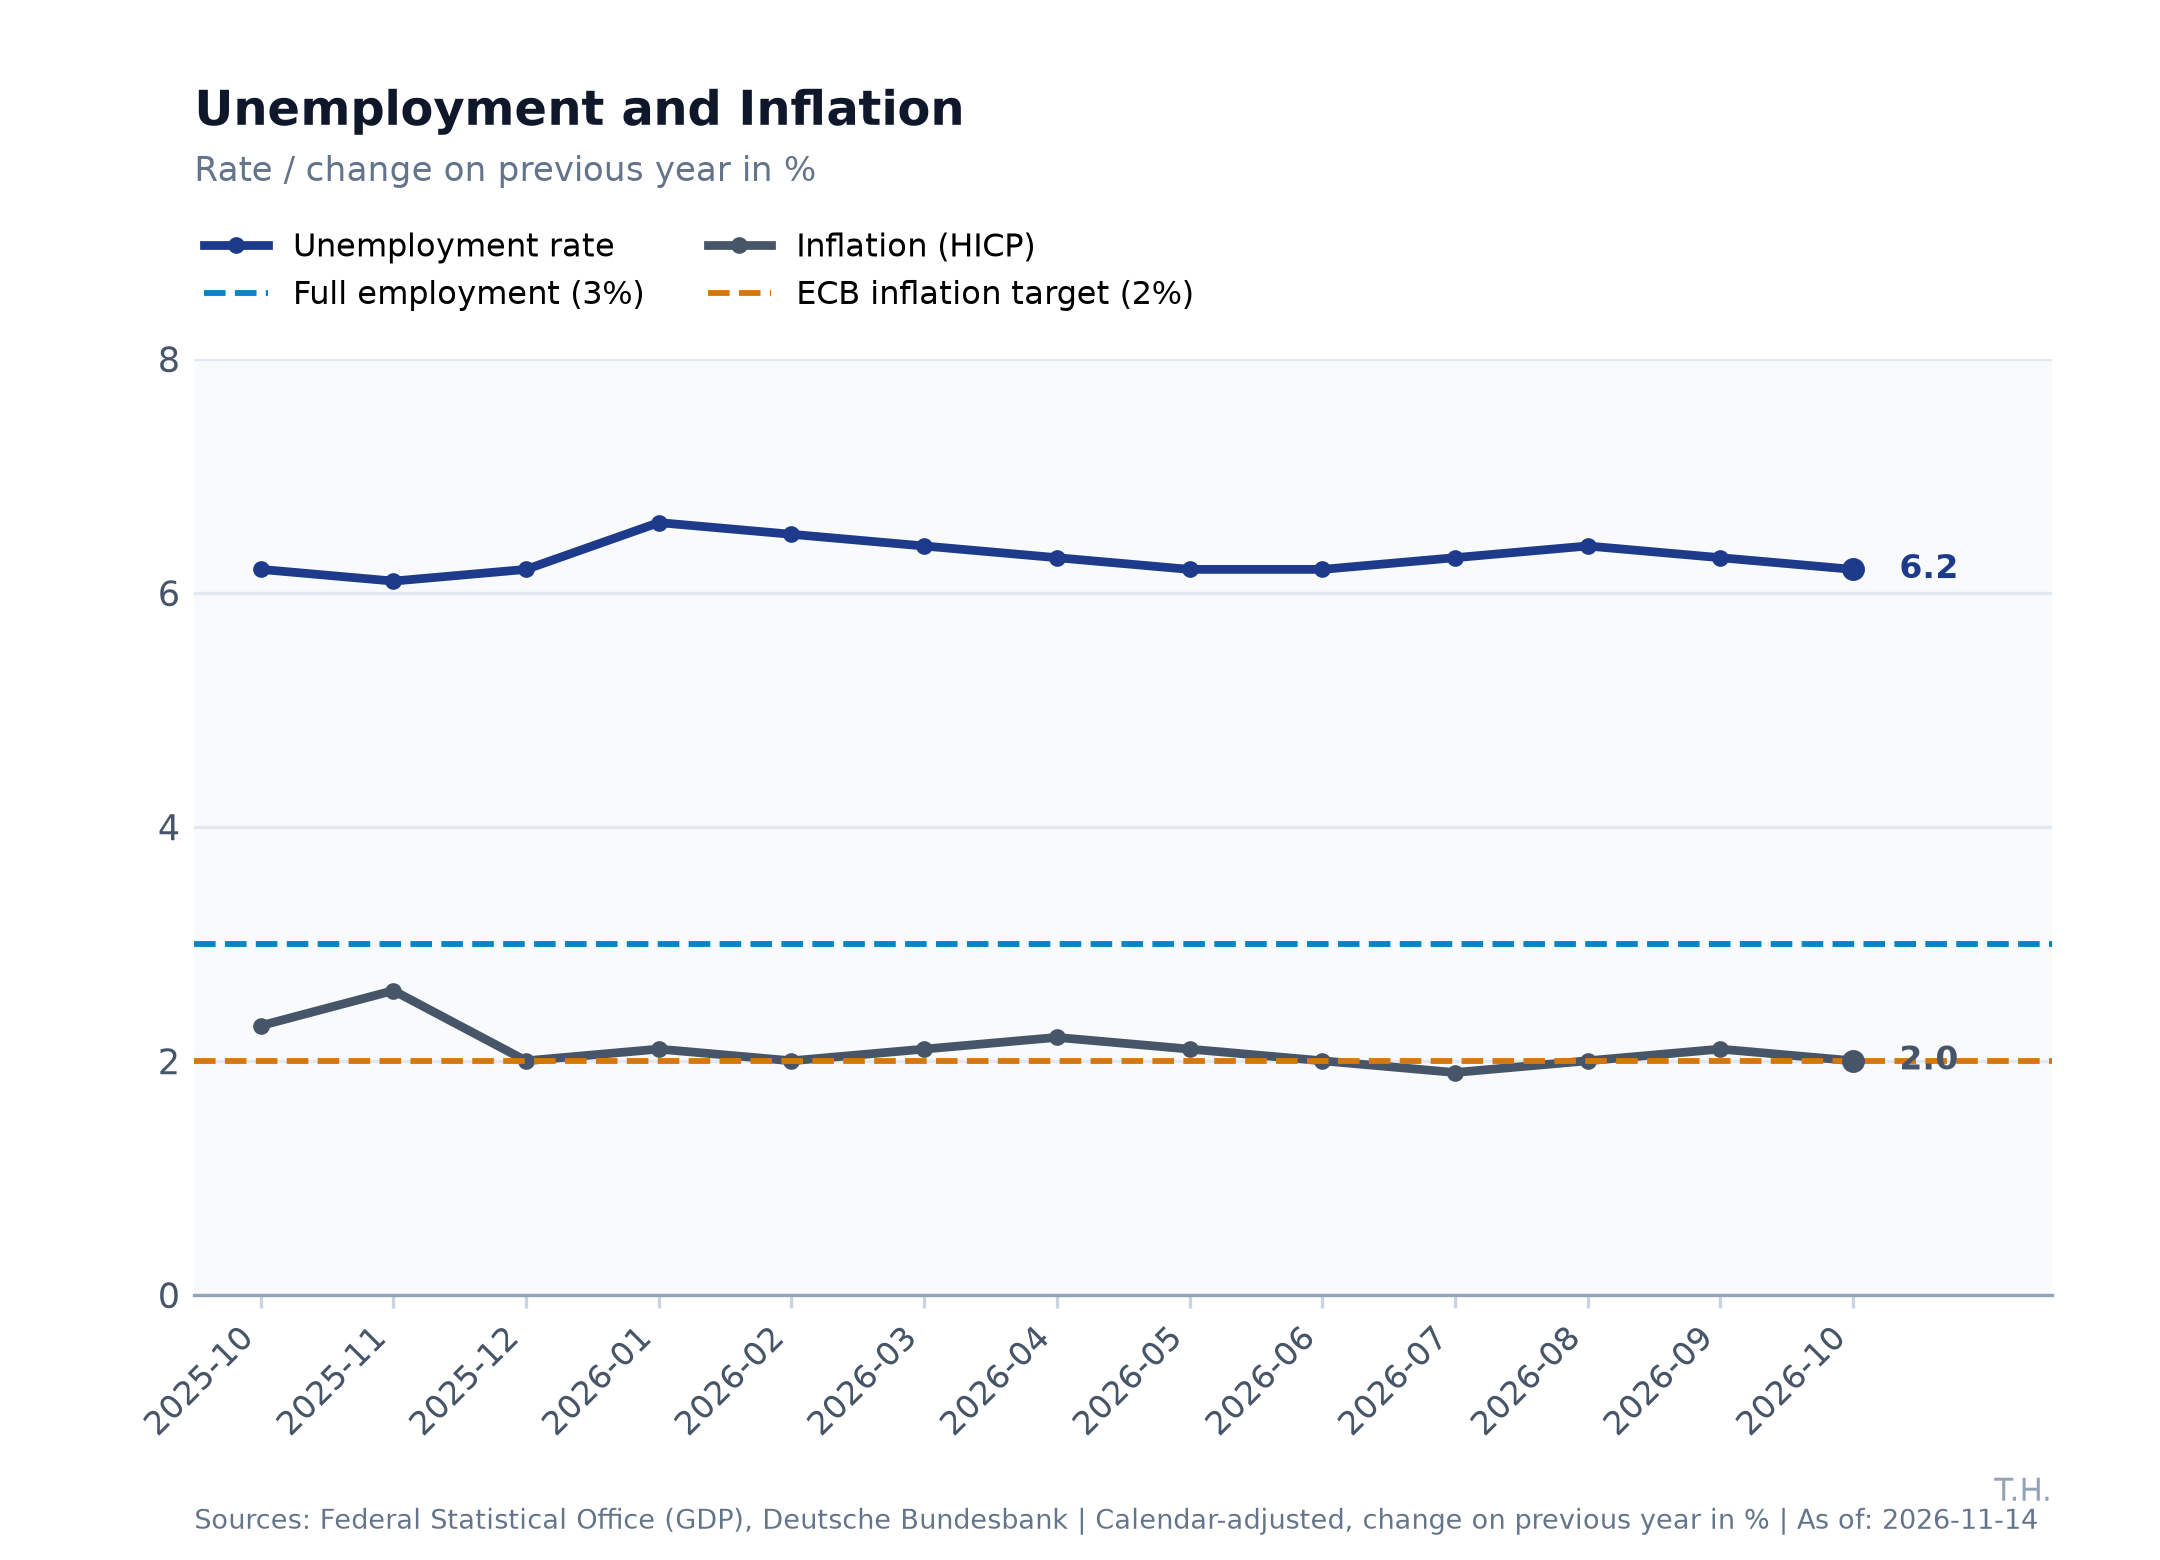 Unemployment and Inflation
Rate / change on previous year in %
Unemployment rate
Inflation (HICP)
Full employment (3%)
ECB inflation target (2%)
8
6
4
2
0
6.2
2.0
2025-10
2025-11
2025-12
2026-01
2026-02
2026-03
2026-04
2026-05
2026-06
2026-07
2026-08
2026-09
2026-10
T.H.
Sources: Federal Statistical Office (GDP), Deutsche Bundesbank | Calendar-adjusted, change on previous year in % | As of: 2026-11-14